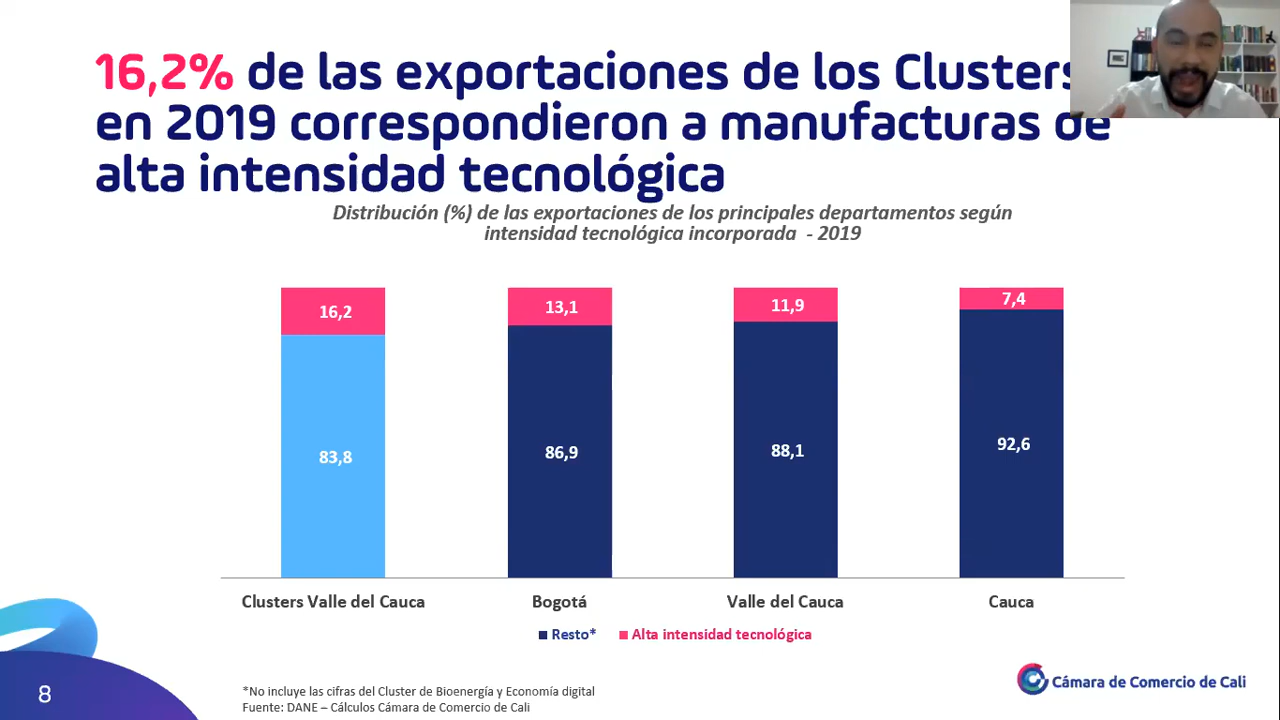 16,2% de las exportaciones de los Clusters
en 2019 correspondieron a manufacturas de
alta intensidad tecnológica
Distribución (%) de las exportaciones de los principales departamentos según
intensidad tecnológica incorporada - 2019
16,2
13,1
11,9
7,4
83,8
86,9
88,1
92,6
Clusters Valle del Cauca
Bogotá
Valle del Cauca
Cauca
Resto*
Alta intensidad tecnológica
*No incluye las cifras del Cluster de Bioenergía y Economía digital
Fuente: DANE – Cálculos Cámara de Comercio de Cali
8
Cámara de Comercio de Cali